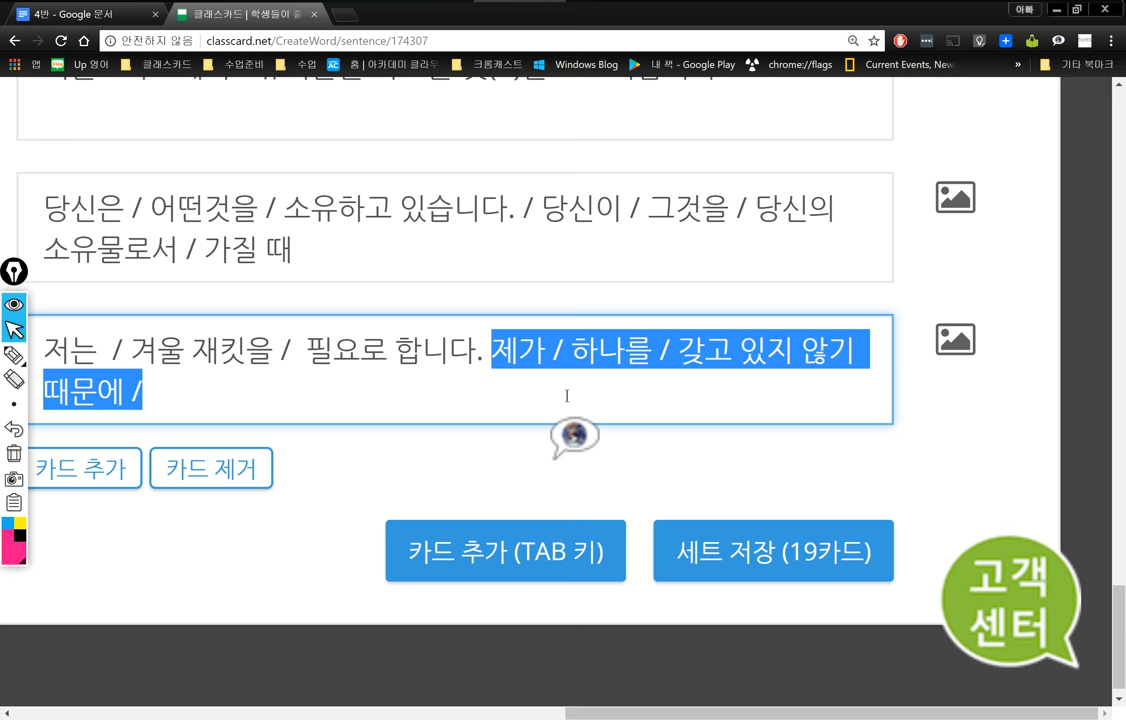 4반 - Google 문서
클래스카드 | 학생들이 좋
아빠
안전하지 않음
classcard.net/CreateWord/sentence/174307
앱
Up 영어
클래스카드
수업준비
수업
홈 | 아카데미 클라우
크롬캐스트
Windows Blog
내 책 - Google Play
chrome://flags
Current Events, New
»
기타 북마크
당신은 / 어떤것을 / 소유하고 있습니다. / 당신이 / 그것을 / 당신의
소유물로서 / 가질 때
저는 / 겨울 재킷을 / 필요로 합니다. 제가 / 하나를 / 갖고 있지 않기
때문에 /
카드 추가
카드 제거
카드 추가 (TAB 키)
세트 저장 (19카드)
고객
센터